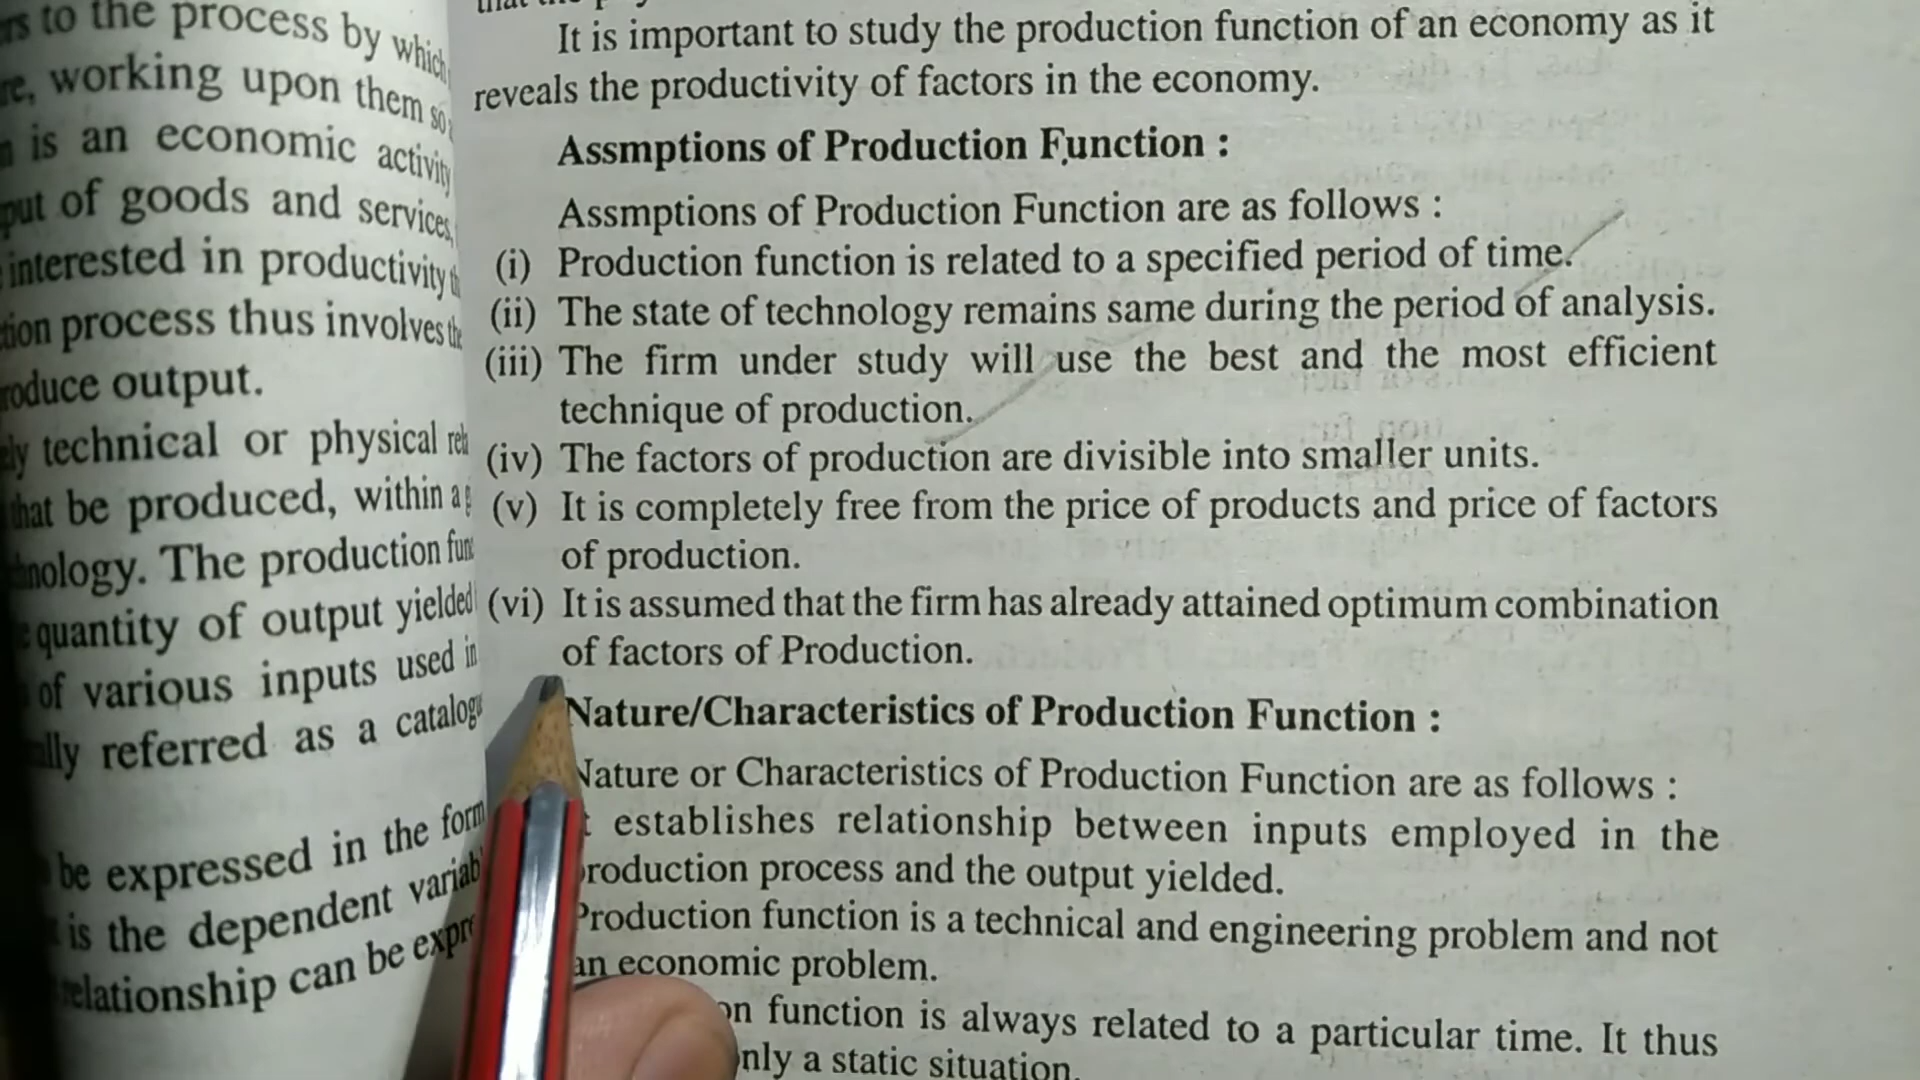 to the process by which
working upon them so
is an economic activity
of goods and services,
interested in productivity
process thus involves
output.
technical or physical
be produced, within a
The production
quantity of output yielded
of various inputs used in
referred as a
be expressed in the form
is the dependent
can be
It is important to study the production function of an economy as it
reveals the productivity of factors in the economy.
Assmptions of Production Function :
Assmptions of Production Function are as follows :
(i) Production function is related to a specified period of time.
(ii) The state of technology remains same during the period of analysis.
(iii) The firm under study will use the best and the most efficient
technique of production.
(iv) The factors of production are divisible into smaller units.
(v) It is completely free from the price of products and price of factors
of production.
(vi) It is assumed that the firm has already attained optimum combination
of factors of Production.
Nature/Characteristics of Production Function :
Nature or Characteristics of Production Function are as follows :
establishes relationship between inputs employed in the
production process and the output yielded.
Production function is a technical and engineering problem and not
an economic problem.
function is always related to a particular time. It thus
only a static situation.